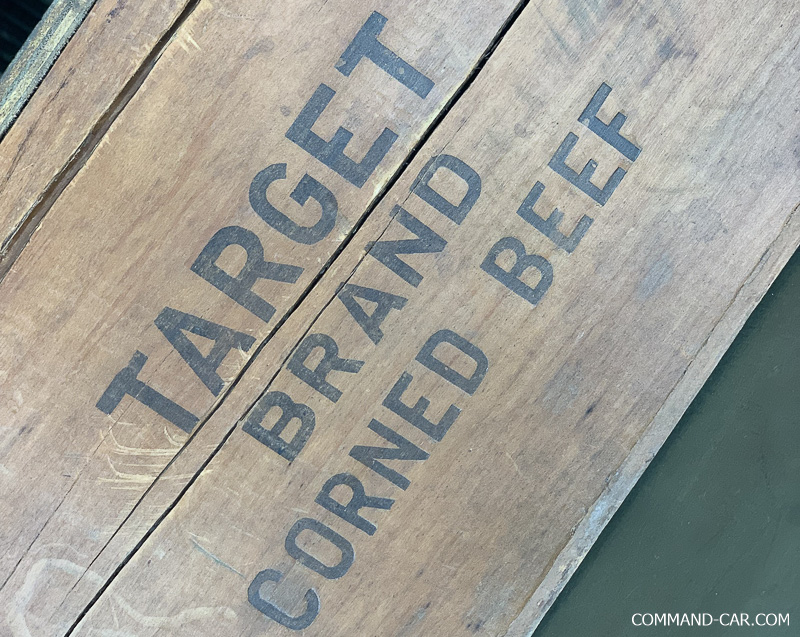 TARGET
BRAND
CORNED BEEF
COMMAND-CAR.COM